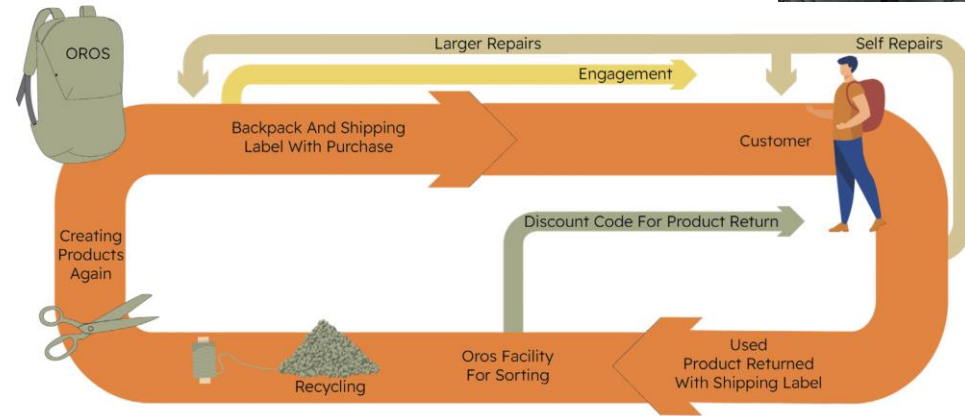 OROS
Larger Repairs
Self Repairs
Engagement
Backpack And Shipping
Label With Purchase
Customer
Discount Code For Product Return
Creating
Products
Again
Recycling
Oros Facility
For Sorting
Used
Product Returned
With Shipping Label